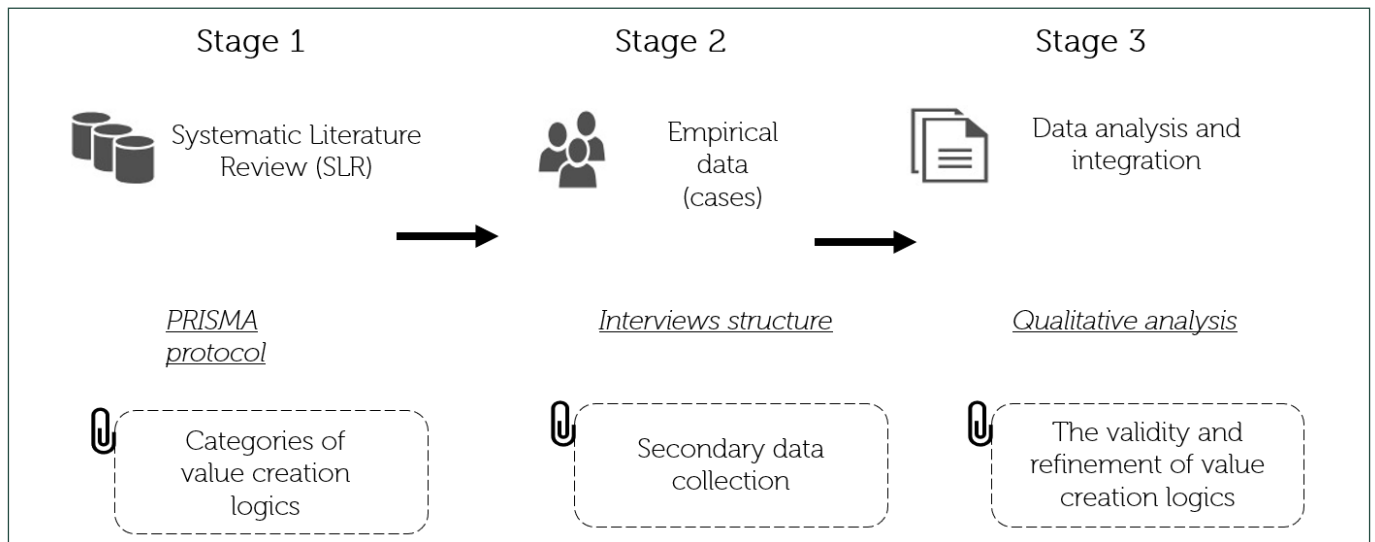 Stage 1
Stage 2
Stage 3
Systematic Literature
Review (SLR)
Empirical
data
(cases)
Data analysis and
integration
PRISMA
protocol
Interviews structure
Qualitative analysis
Categories of
value creation
logics
Secondary data
collection
The validity and
refinement of value
creation logics